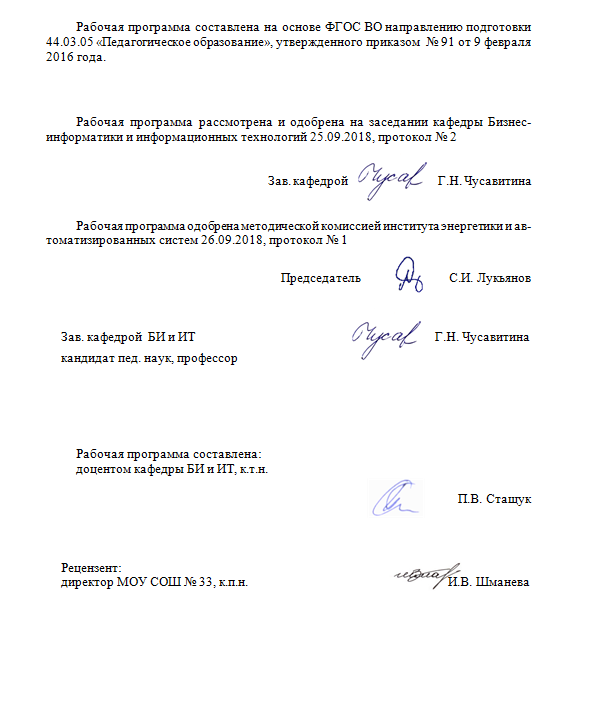 Рабочая программа составлена на основе ФГОС ВО направлению подготовки
44.03.05 «Педагогическое образование», утвержденного приказом № 91 от 9 февраля
2016 года.
Рабочая программа рассмотрена и одобрена на заседании кафедры Бизнес-
информатики и информационных технологий 25.09.2018, протокол № 2
Зав. кафедрой Чусав Г.Н. Чусавитина
Рабочая программа одобрена методической комиссией института энергетики и ав-
томатизированных систем 26.09.2018, протокол № 1
Председатель С.И. Лукьянов
Зав. кафедрой БИ и ИТ Чусав Г.Н. Чусавитина
кандидат пед. наук, профессор
Рабочая программа составлена:
доцентом кафедры БИ и ИТ, к.т.н.
П.В. Стащук
Рецензент:
директор МОУ СОШ № 33, к.п.н. И.В. Шманева